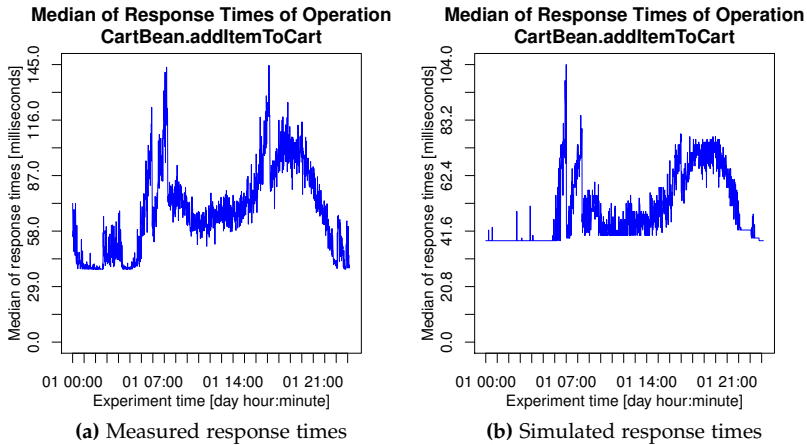 Median of Response Times of Operation
CartBean.addItemToCart
Median of response times [milliseconds]
145.0
116.0
87.0
58.0
29.0
0.0
01 00:00 01 07:00 01 14:00 01 21:00
Experiment time [day hour:minute]
(a) Measured response times
Median of Response Times of Operation
CartBean.addItemToCart
Median of response times [milliseconds]
104.0
83.2
62.4
41.6
20.8
0.0
01 00:00 01 07:00 01 14:00 01 21:00
Experiment time [day hour:minute]
(b) Simulated response times